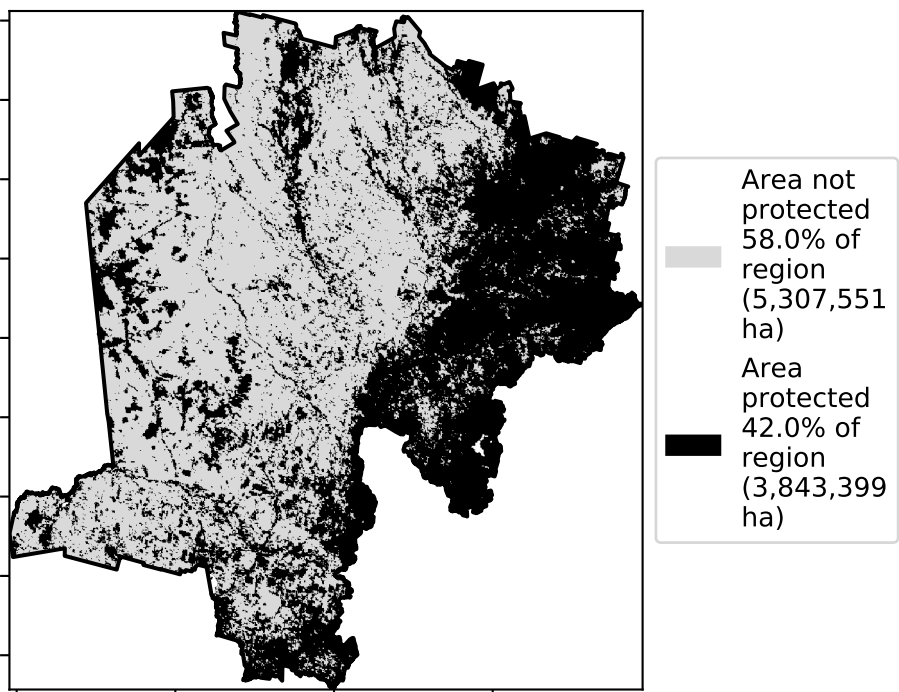 Area not
protected
58.0% of
region
(5,307,551
ha)
Area
protected
42.0% of
region
(3,843,399
ha)